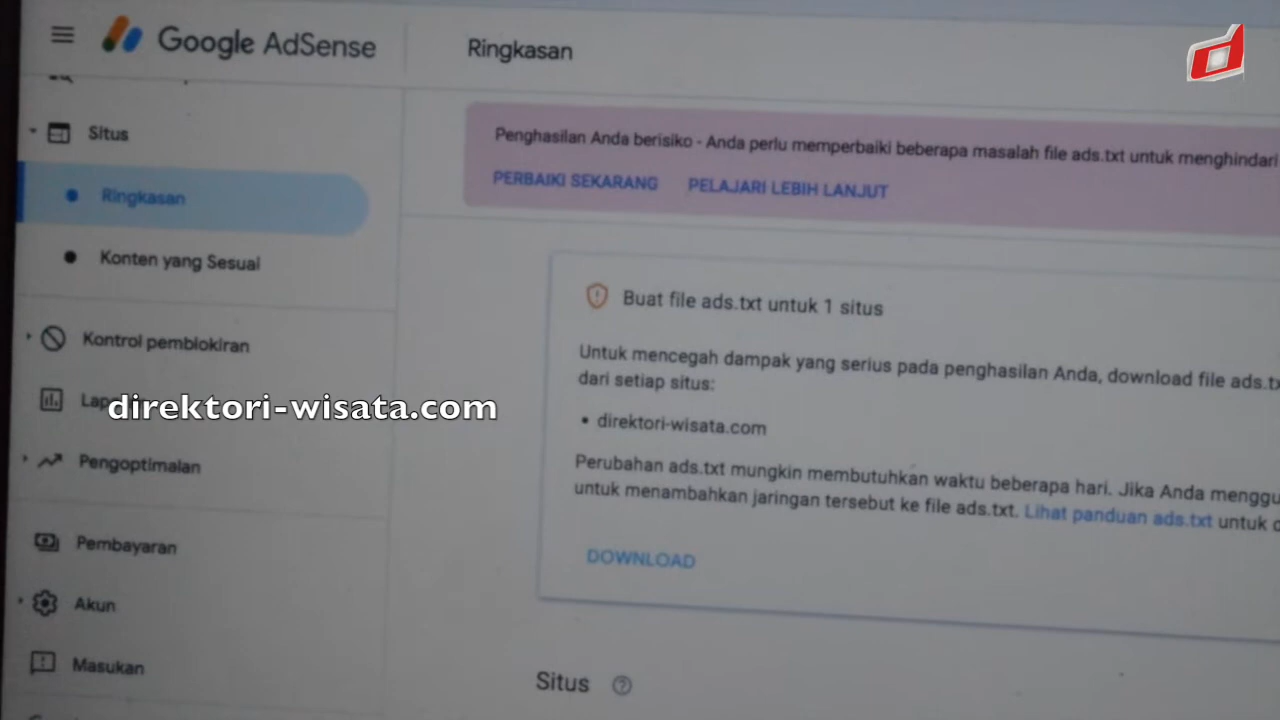 Google AdSense
Ringkasan
Situs
Ringkasan
Konten yang Sesuai
Kontrol pemblokiran
direktori-wisata.com
Pengoptimalan
Pembayaran
Akun
Masukan
Penghasilan Anda berisiko - Anda perlu memperbaiki beberapa masalah file ads.txt untuk menghindari
PERBAIKI SEKARANG PELAJARI LEBIH LANJUT
Buat file ads.txt untuk 1 situs
Untuk mencegah dampak yang serius pada penghasilan Anda, download file
dari setiap situs:
• direktori-wisata.com
Perubahan ads.txt mungkin membutuhkan waktu beberapa hari. Jika Anda
untuk menambahkan jaringan tersebut ke file ads.txt. Lihat panduan ads.txt untuk
DOWNLOAD
Situs